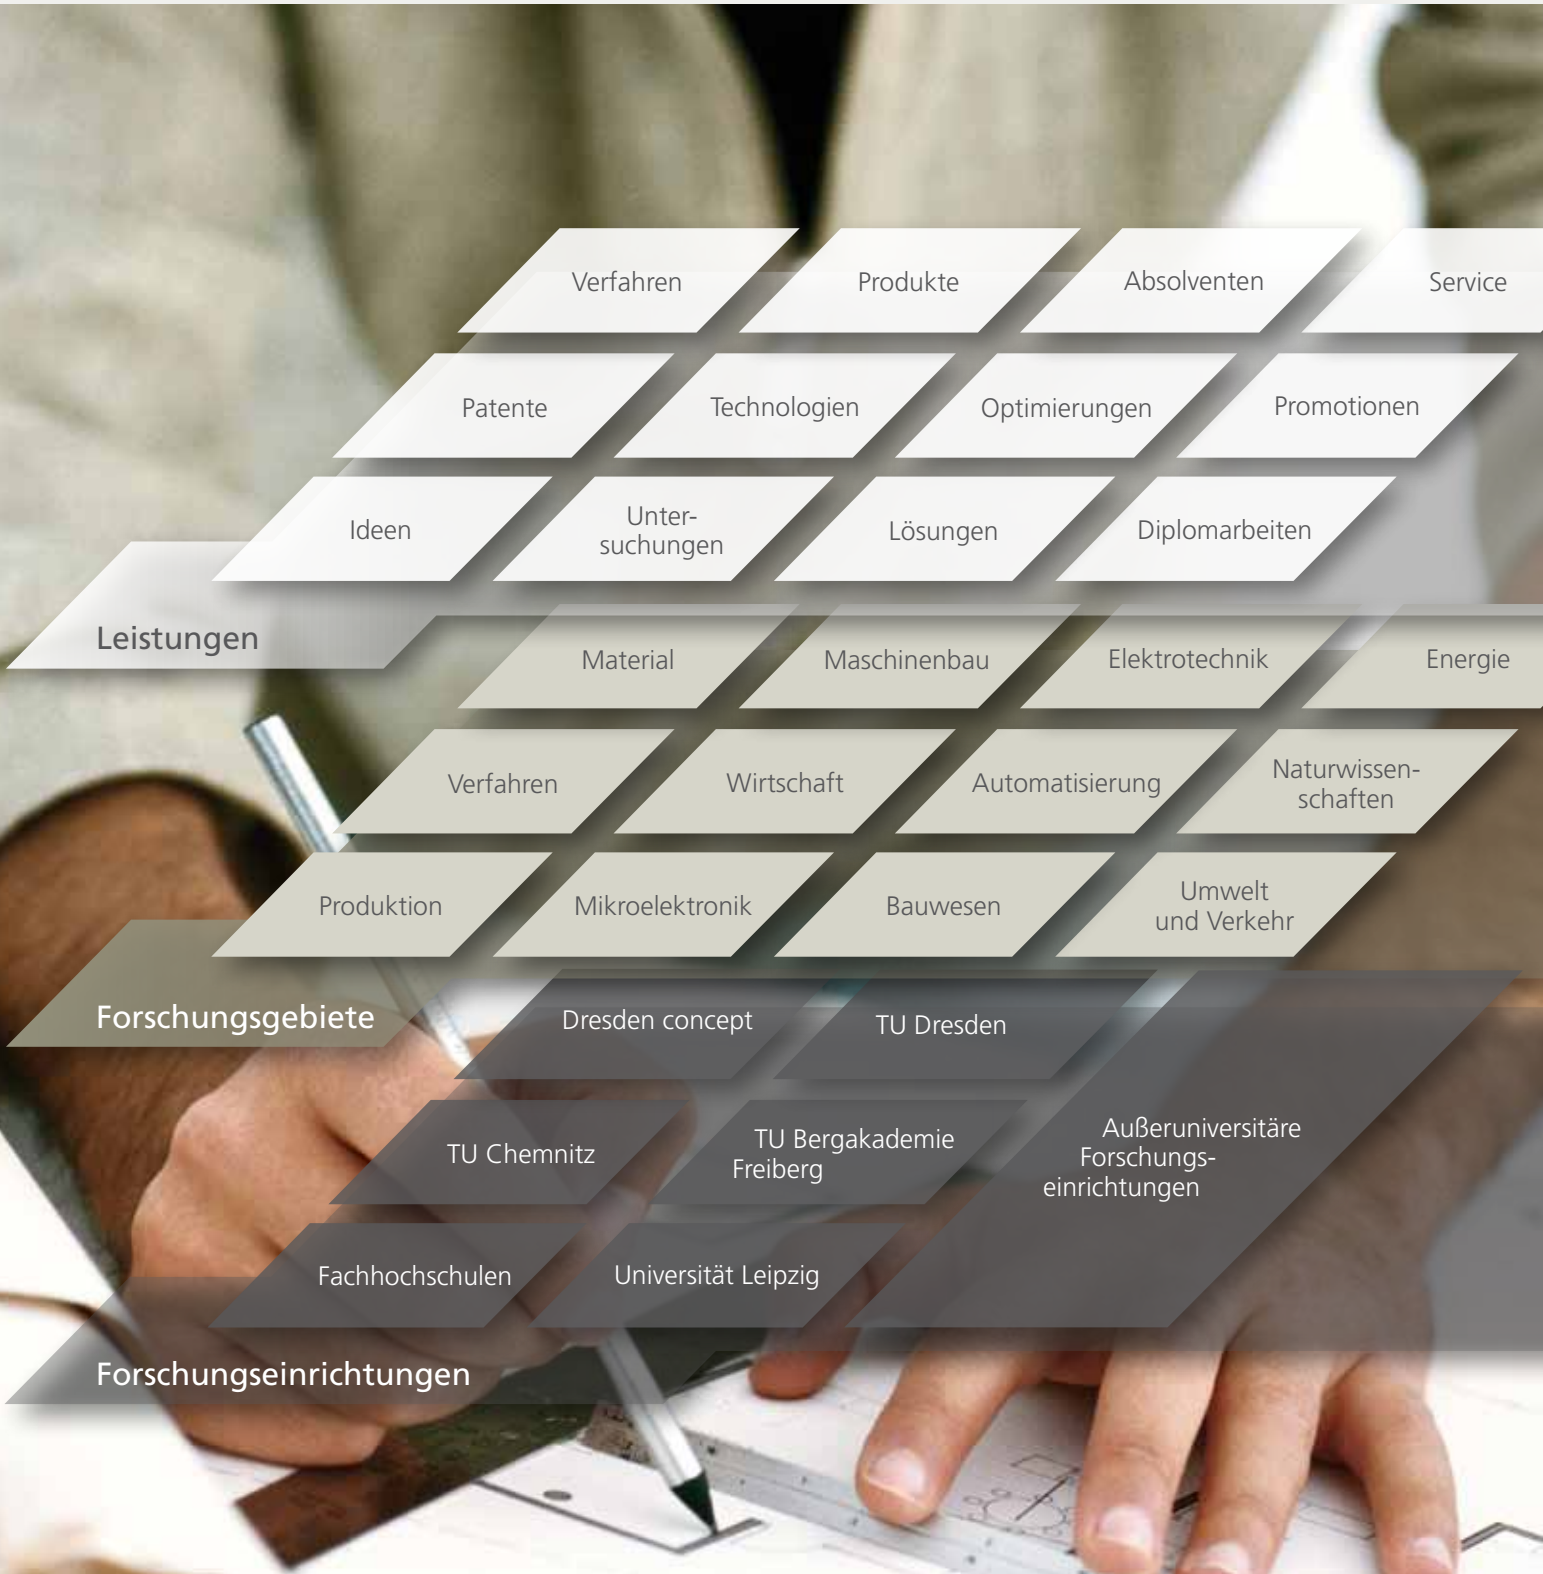 Verfahren
Produkte
Absolventen
Service
Patente
Technologien
Optimierungen
Promotionen
Ideen
Unter-
suchungen
Lösungen
Diplomarbeiten
Leistungen
Material
Maschinenbau
Elektrotechnik
Energie
Verfahren
Wirtschaft
Automatisierung
Naturwissen-
schaften
Produktion
Mikroelektronik
Bauwesen
Umwelt
und Verkehr
Forschungsgebiete
Dresden concept
TU Dresden
TU Chemnitz
TU Bergakademie
Freiberg
Außeruniversitäre
Forschungs-
einrichtungen
Fachhochschulen
Universität Leipzig
Forschungseinrichtungen